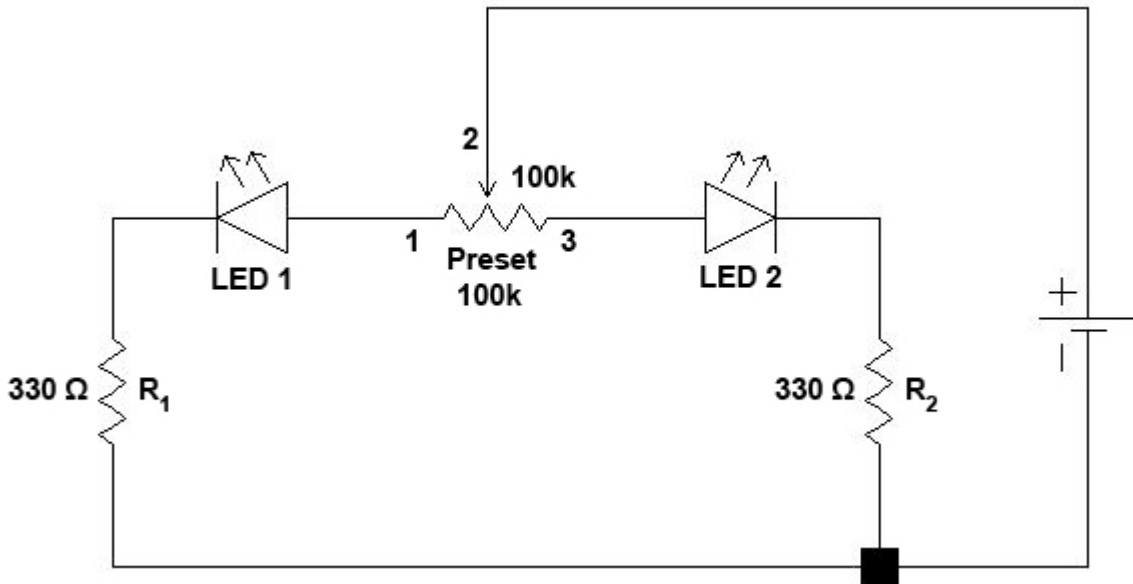 2
100k
1
3
Preset
100k
LED 1
LED 2
+
–
330 Ω
R₁
330 Ω
R₂